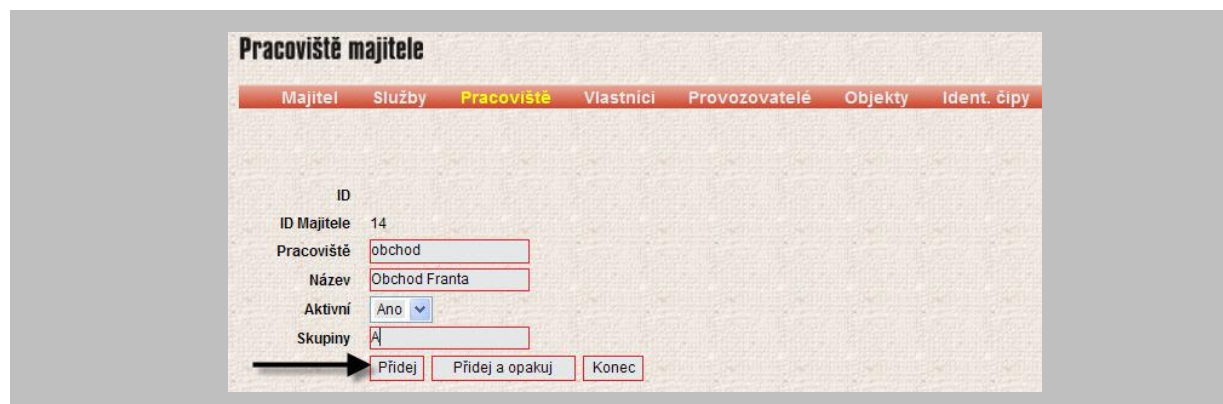 Pracoviště majitele
Majitel Služby Pracoviště Vlastníci Provozovatelé Objekty Ident. čipy
ID
ID Majitele 14
Pracoviště obchod
Název Obchod Franta
Aktivní Ano
Skupiny A
Přidej Přidej a opakuj Konec